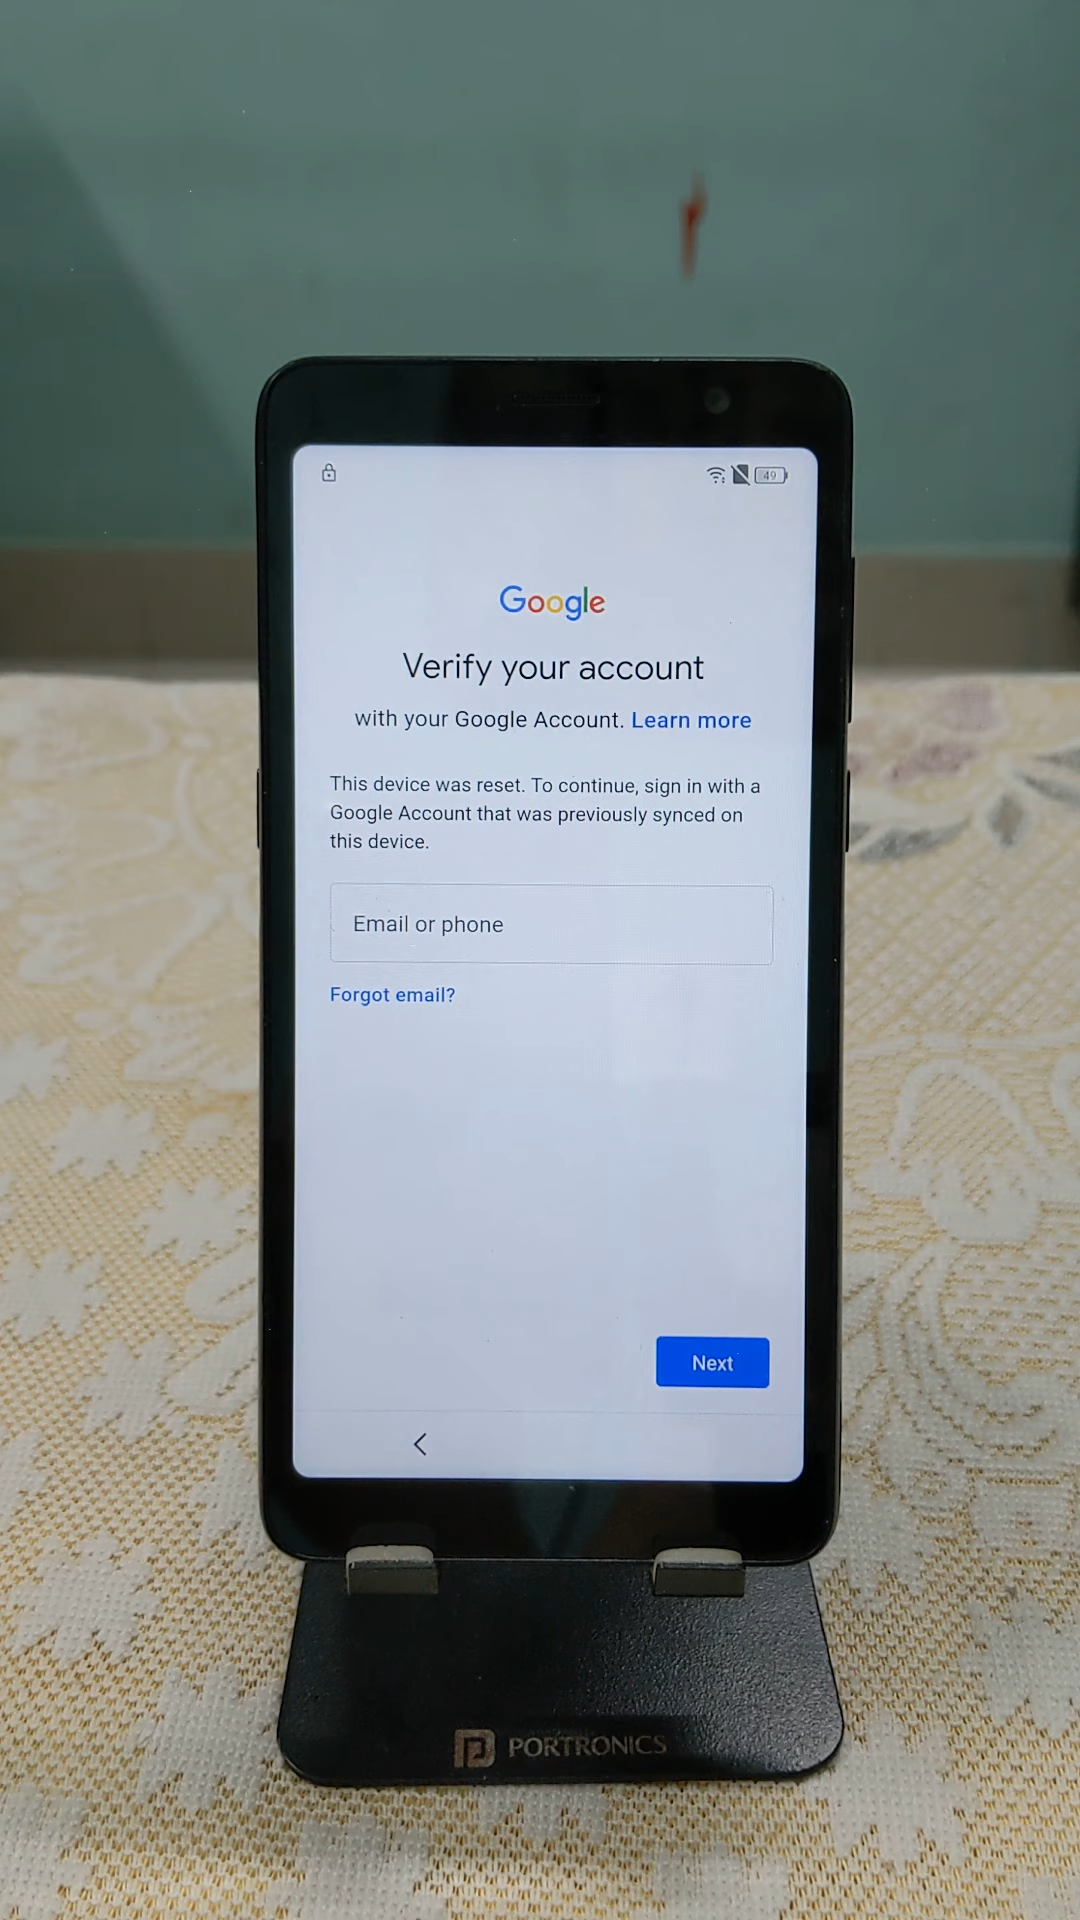 49
Google
Verify your account
with your Google Account. Learn more
This device was reset. To continue, sign in with a
Google Account that was previously synced on
this device.
Email or phone
Forgot email?
Next
PORTRONICS